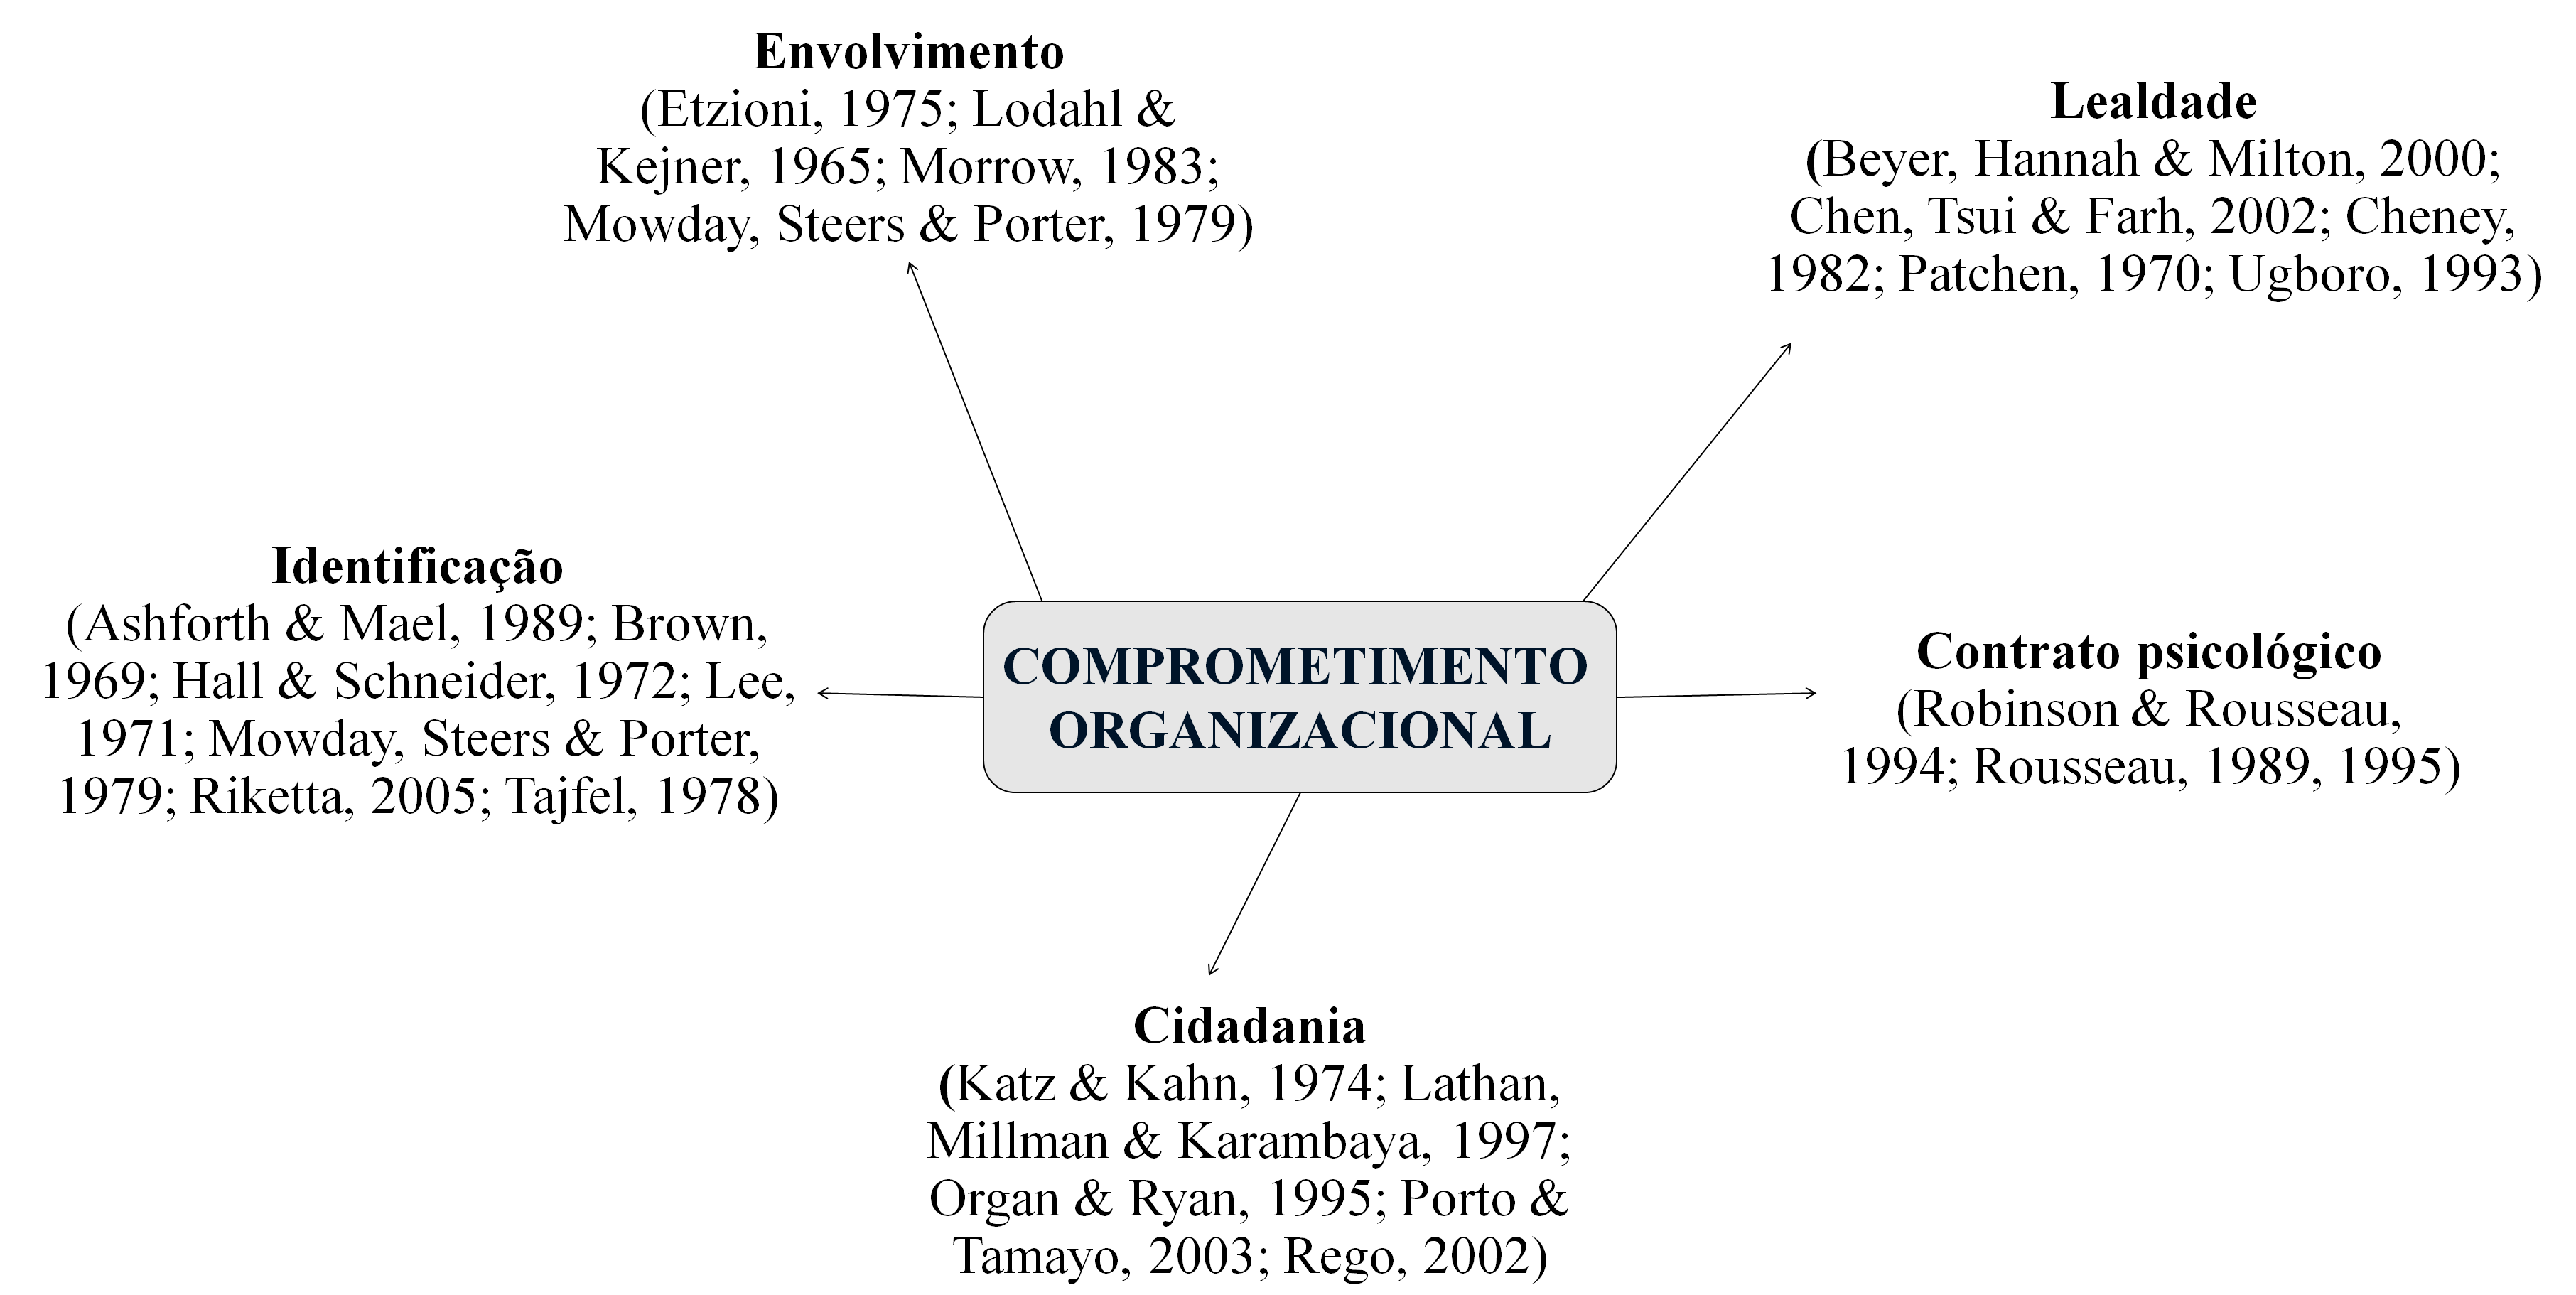 Envolvimento
(Etzioni, 1975; Lodahl &
Kejner, 1965; Morrow, 1983;
Mowday, Steers & Porter, 1979)
Lealdade
(Beyer, Hannah & Milton, 2000;
Chen, Tsui & Farh, 2002; Cheney,
1982; Patchen, 1970; Ugboro, 1993)
Identificação
(Ashforth & Mael, 1989; Brown,
1969; Hall & Schneider, 1972; Lee,
1971; Mowday, Steers & Porter,
1979; Riketta, 2005; Tajfel, 1978)
COMPROMETIMENTO
ORGANIZACIONAL
Contrato psicológico
(Robinson & Rousseau,
1994; Rousseau, 1989, 1995)
Cidadania
(Katz & Kahn, 1974; Lathan,
Millman & Karambaya, 1997;
Organ & Ryan, 1995; Porto &
Tamayo, 2003; Rego, 2002)